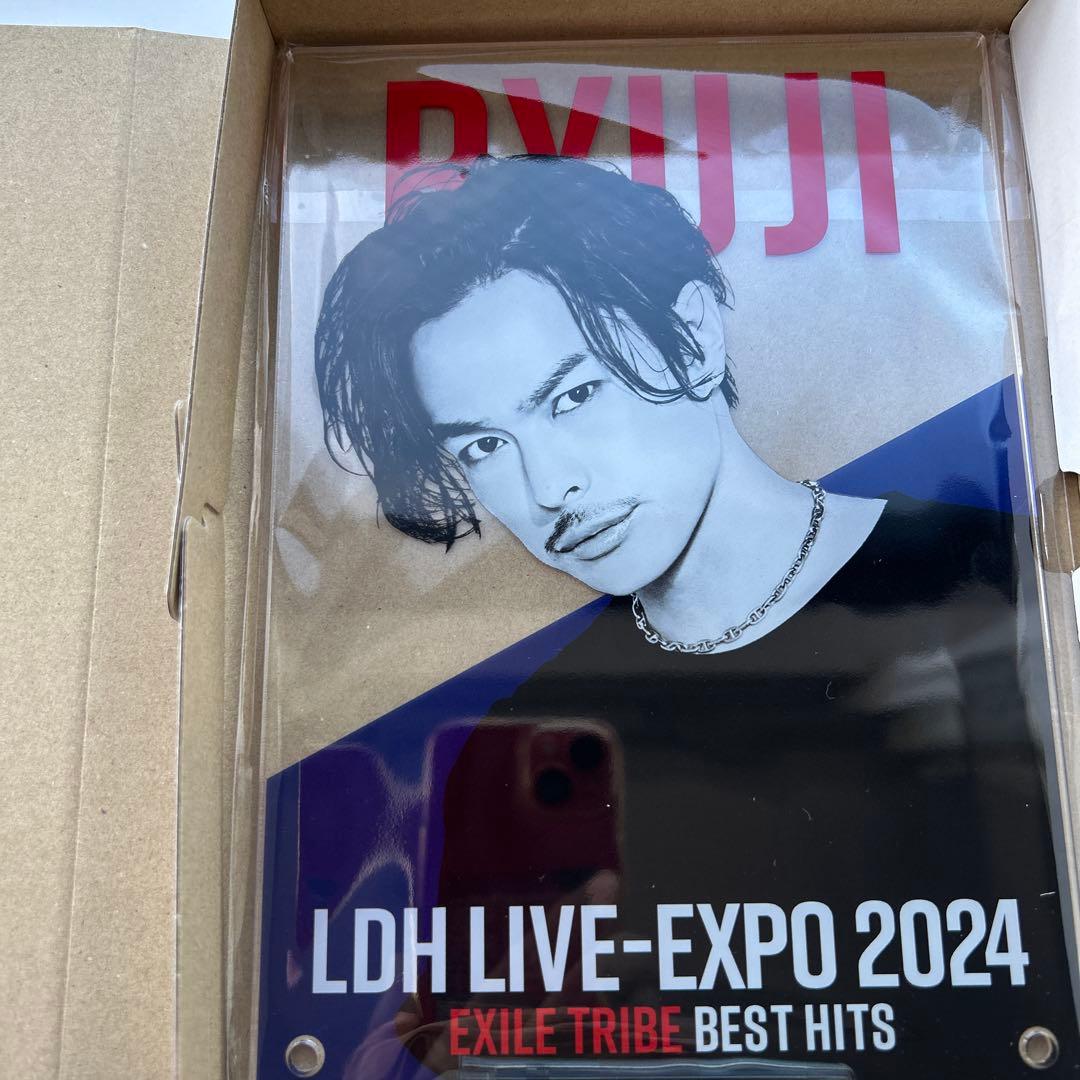 RYUJI
LDH LIVE-EXPO 2024
EXILE TRIBE BEST HITS